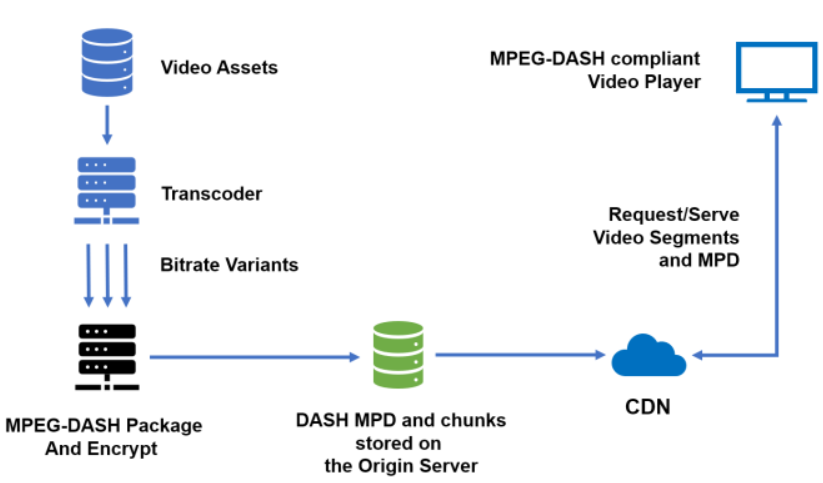 Video Assets
MPEG-DASH compliant
Video Player
Transcoder
Request/Serve
Video Segments
and MPD
Bitrate Variants
MPEG-DASH Package
And Encrypt
DASH MPD and chunks
stored on
the Origin Server
CDN